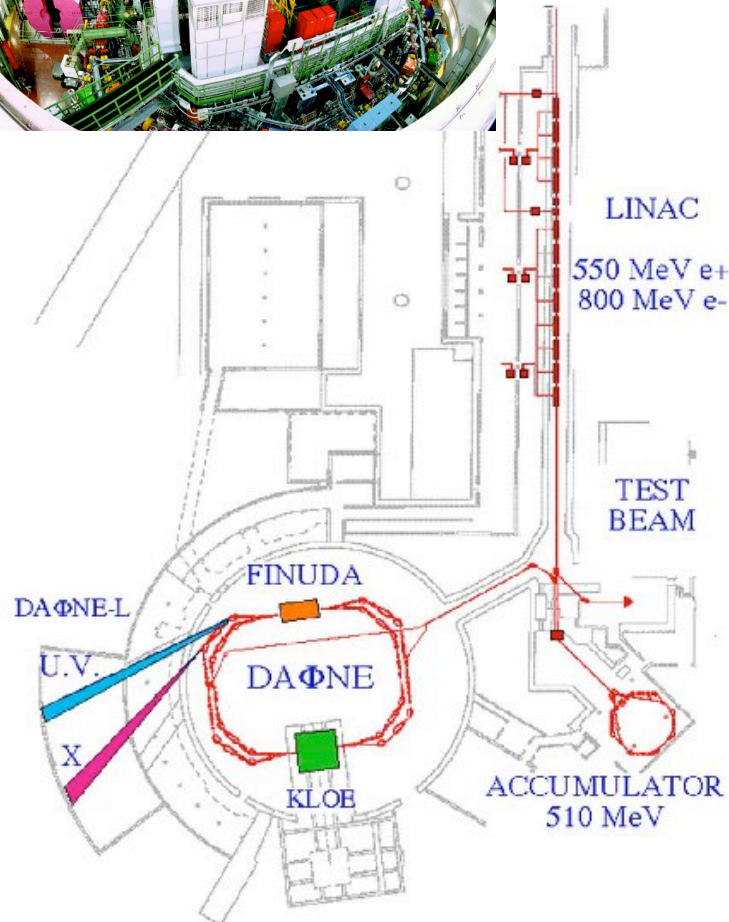 LINAC
550 MeV e+
800 MeV e-
TEST
BEAM
FINUDA
DAΦNE-L
U.V.
DAΦNE
X
KLOE
ACCUMULATOR
510 MeV